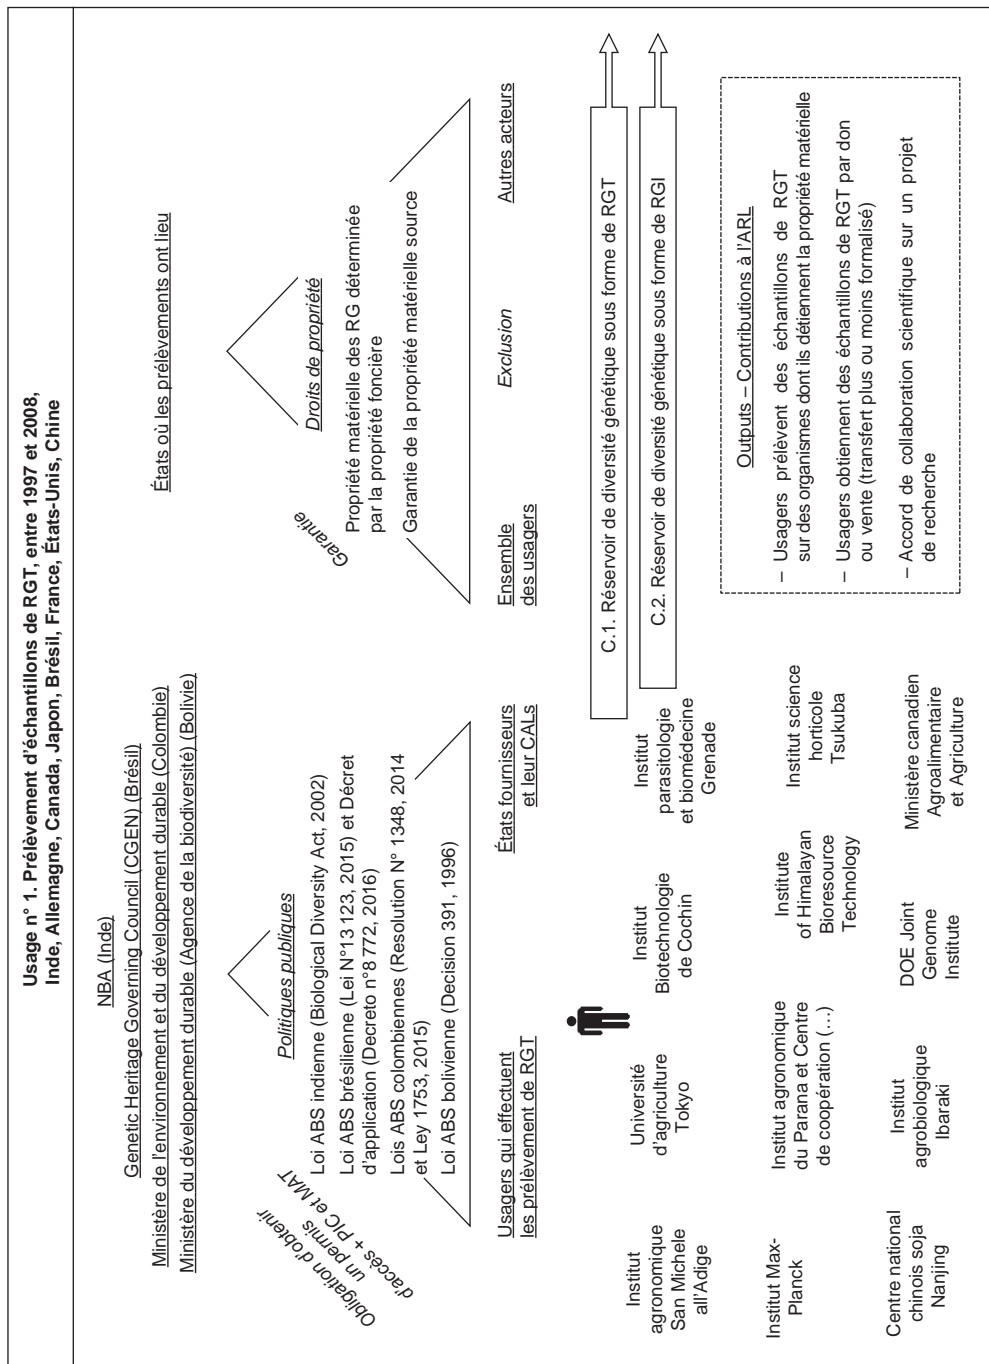 Usage n° 1. Prélèvement d'échantillons de RGT, entre 1997 et 2008,
Inde, Allemagne, Canada, Japon, Brésil, France, États-Unis, Chine
NBA (Inde)
Genetic Heritage Governing Council (CGEN) (Brésil)
Ministère de l'environnement et du développement durable (Colombie)
Ministère du développement durable (Agence de la biodiversité) (Bolivie)
Politiques publiques
Obligation d'obtenir
un permis
d'accès + PIC et MAT
Loi ABS indienne (Biological Diversity Act, 2002)
Loi ABS brésilienne (Lei N°13 123, 2015) et Décret
d'application (Decreto n°8 772, 2016)
Lois ABS colombiennes (Resolution N° 1348, 2014
et Ley 1753, 2015)
Loi ABS bolivienne (Decision 391, 1996)
Usagers qui effectuent
les prélèvement de RGT
États fournisseurs
et leur CALs
États où les prélèvements ont lieu
Droits de propriété
Garantie
Propriété matérielle des RG déterminée
par la propriété foncière
Garantie de la propriété matérielle source
Ensemble
des usagers
Exclusion
Autres acteurs
Institut
agronomique
San Michele
all'Adige
Université
d'agriculture
Tokyo
Institut
Biotechnologie
de Cochin
Institut
parasitologie
et biomédecine
Grenade
Institut Max-
Planck
Institut agronomique
du Parana et Centre
de coopération (...)
Institute
of Himalayan
Bioresource
Technology
Institut science
horticole
Tsukuba
Centre national
chinois soja
Nanjing
Institut
agrobiologique
Ibaraki
DOE Joint
Genome
Institute
Ministère canadien
Agroalimentaire
et Agriculture
C.1. Réservoir de diversité génétique sous forme de RGT
C.2. Réservoir de diversité génétique sous forme de RGI
Outputs – Contributions à l'ARL
– Usagers prélèvent des échantillons de RGT
sur des organismes dont ils détiennent la propriété matérielle
– Usagers obtiennent des échantillons de RGT par don
ou vente (transfert plus ou moins formalisé)
– Accord de collaboration scientifique sur un projet
de recherche